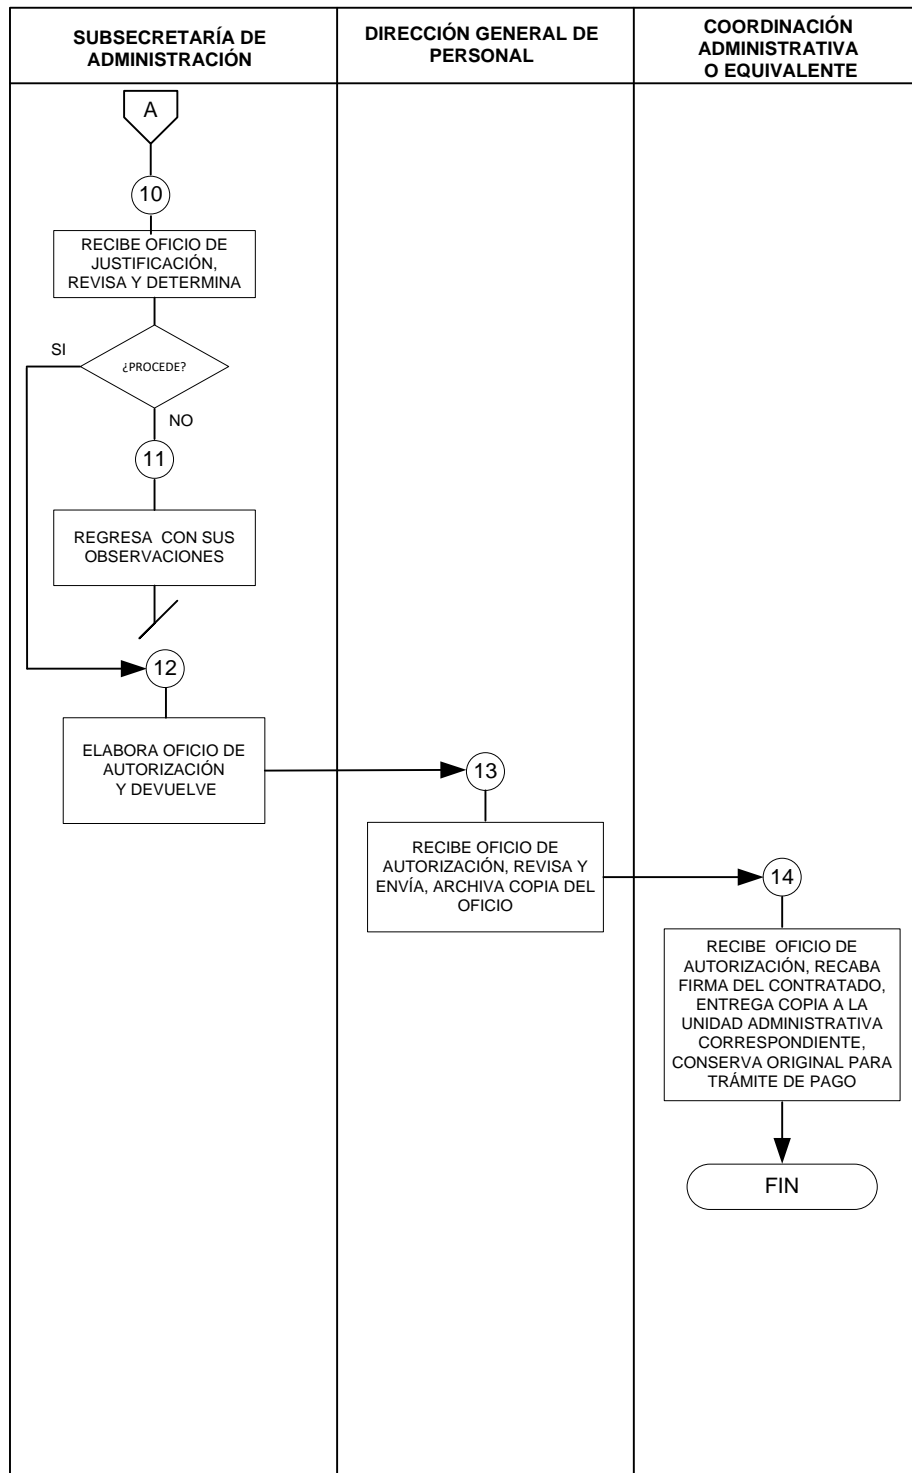 SUBSECRETARÍA DE
ADMINISTRACIÓN
DIRECCIÓN GENERAL DE
PERSONAL
COORDINACIÓN
ADMINISTRATIVA
O EQUIVALENTE
A
10
RECIBE OFICIO DE
JUSTIFICACIÓN,
REVISA Y DETERMINA
SI
¿PROCEDE?
NO
11
REGRESA CON SUS
OBSERVACIONES
12
ELABORA OFICIO DE
AUTORIZACIÓN
Y DEVUELVE
13
RECIBE OFICIO DE
AUTORIZACIÓN, REVISA Y
ENVÍA, ARCHIVA COPIA DEL
OFICIO
14
RECIBE OFICIO DE
AUTORIZACIÓN, RECABA
FIRMA DEL CONTRATADO,
ENTREGA COPIA A LA
UNIDAD ADMINISTRATIVA
CORRESPONDIENTE,
CONSERVA ORIGINAL PARA
TRÁMITE DE PAGO
FIN